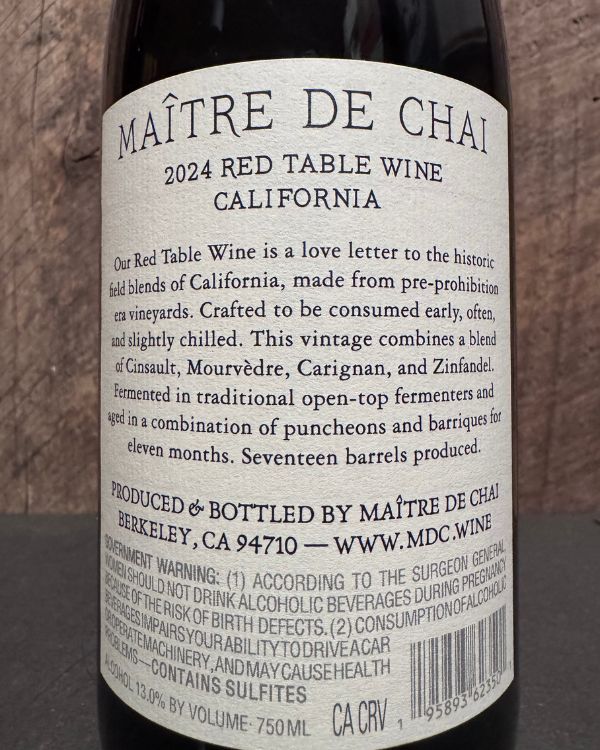 MAÎTRE DE CHAI
2024 RED TABLE WINE
CALIFORNIA
Our Red Table Wine is a love letter to the historic
field blends of California, made from pre-prohibition
era vineyards. Crafted to be consumed early, often,
and slightly chilled. This vintage combines a blend
of Cinsault, Mourvèdre, Carignan, and Zinfandel.
Fermented in traditional open-top fermenters and
aged in a combination of puncheons and barriques for
eleven months. Seventeen barrels produced.
PRODUCED & BOTTLED BY MAÎTRE DE CHAI
BERKELEY, CA 94710 — WWW.MDC.WINE
GOVERNMENT WARNING: (1) ACCORDING TO THE SURGEON GENERAL,
WOMEN SHOULD NOT DRINK ALCOHOLIC BEVERAGES DURING PREGNANCY
BECAUSE OF THE RISK OF BIRTH DEFECTS. (2) CONSUMPTION OF ALCOHOLIC
BEVERAGES IMPAIRS YOUR ABILITY TO DRIVE A CAR
OR OPERATE MACHINERY, AND MAY CAUSE HEALTH
PROBLEMS—CONTAINS SULFITES
ALCOHOL 13.0% BY VOLUME · 750 ML
CA CRV
1 95893 62350